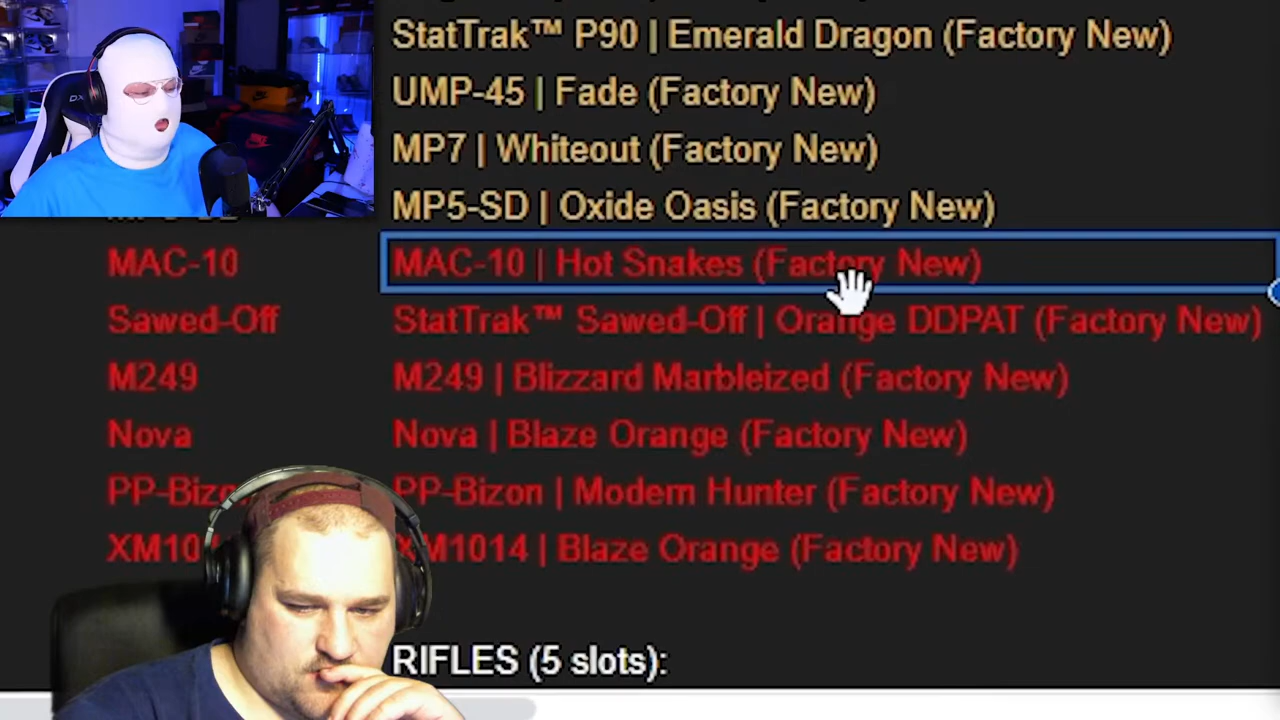 StatTrak™ P90 | Emerald Dragon (Factory New)
UMP-45 | Fade (Factory New)
MP7 | Whiteout (Factory New)
MP5-SD | Oxide Oasis (Factory New)
MAC-10 MAC-10 | Hot Snakes (Factory New)
Sawed-Off StatTrak™ Sawed-Off | Orange DDPAT (Factory New)
M249 M249 | Blizzard Marbleized (Factory New)
Nova Nova | Blaze Orange (Factory New)
PP-Bizon PP-Bizon | Modern Hunter (Factory New)
XM1014 | Blaze Orange (Factory New)
RIFLES (5 slots):